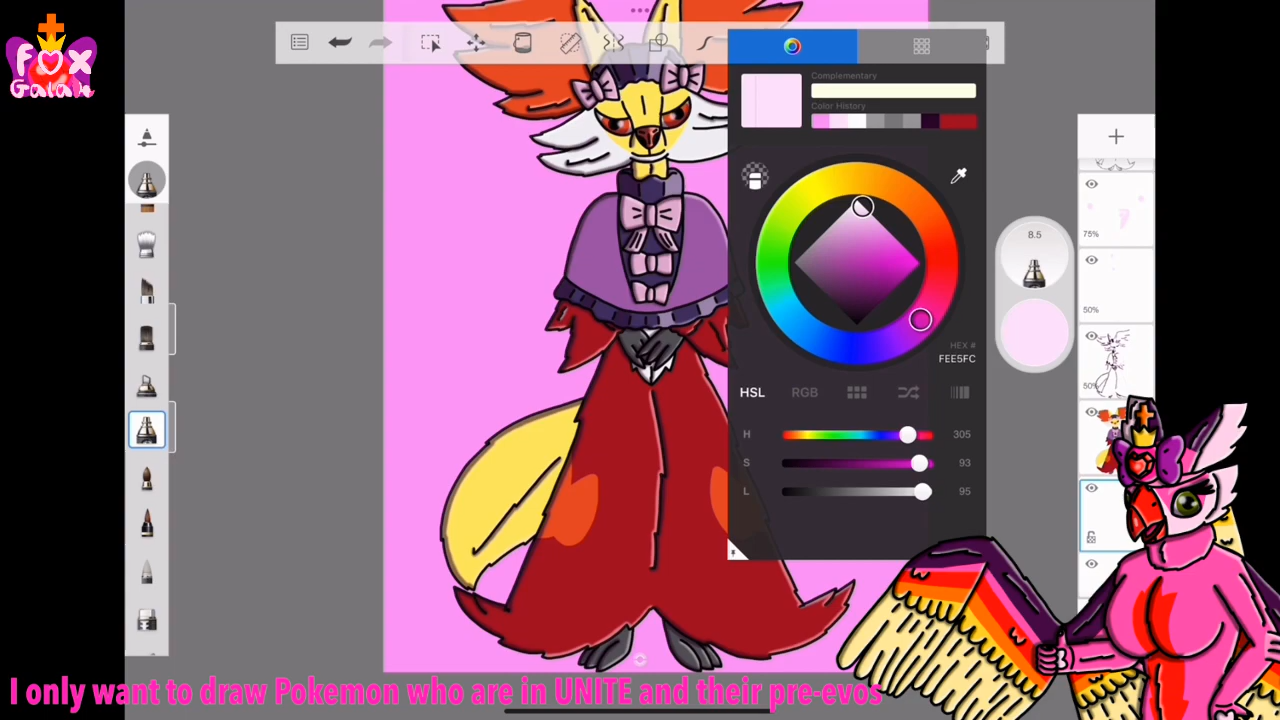 FOX
Galak
Complementary
Color History
8.5
75%
50%
50%
HEX #
FEE5FC
HSL RGB
H 305
S 93
L 95
I only want to draw Pokemon who are in UNITE and their pre-evos